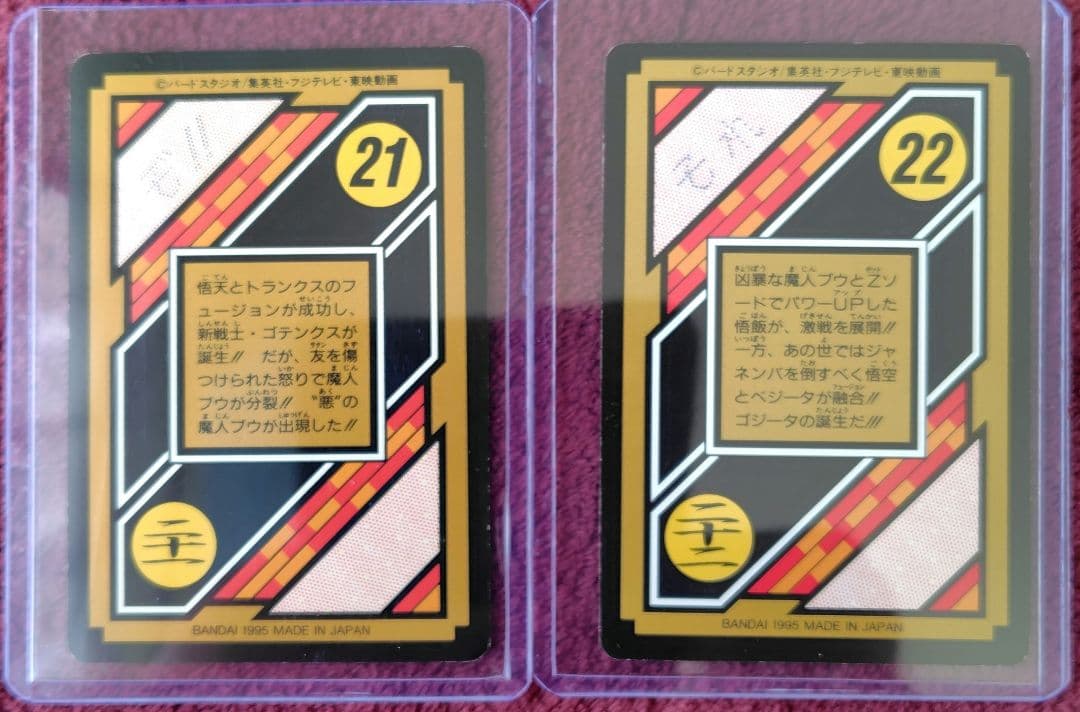 ©バードスタジオ/集英社・フジテレビ・東映動画
21
悟天とトランクスのフ
ュージョンが成功し、
新戦士・ゴテンクスが
誕生!! だが、友を傷
つけられた怒りで魔人
ブウが分裂!! "悪"の
魔人ブウが出現した!!
二十一
BANDAI 1995 MADE IN JAPAN
©バードスタジオ/集英社・フジテレビ・東映動画
22
凶暴な魔人ブウとZソ
ードでパワーUPした
悟飯が、激戦を展開!!
一方、あの世ではジャ
ネンバを倒すべく悟空
とベジータが融合!!
ゴジータの誕生だ!!!
二十二
BANDAI 1995 MADE IN JAPAN